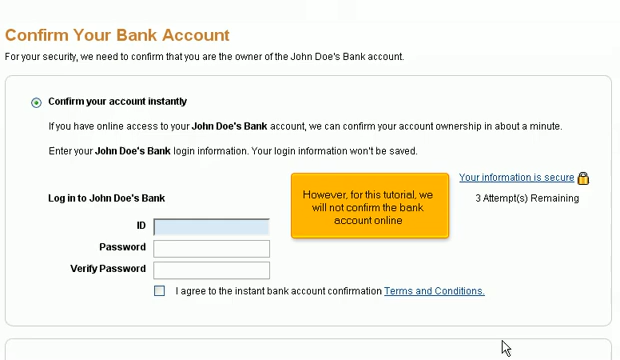 Confirm Your Bank Account
For your security, we need to confirm that you are the owner of the John Doe's Bank account.
Confirm your account instantly
If you have online access to your John Doe's Bank account, we can confirm your account ownership in about a minute.
Enter your John Doe's Bank login information. Your login information won't be saved.
Your information is secure
Log in to John Doe's Bank
3 Attempt(s) Remaining
However, for this tutorial, we
will not confirm the bank
account online
ID
Password
Verify Password
I agree to the instant bank account confirmation Terms and Conditions.